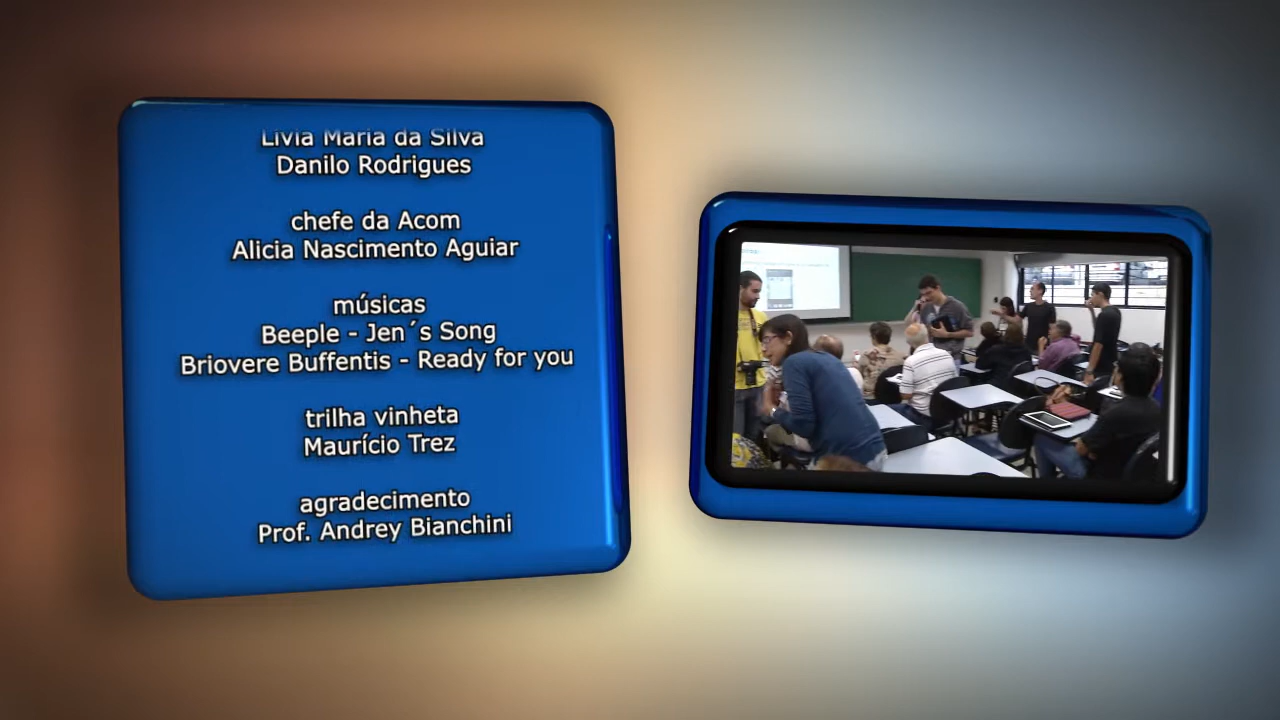 Livia Maria da Silva
Danilo Rodrigues
chefe da Acom
Alicia Nascimento Aguiar
músicas
Beeple - Jen´s Song
Briovere Buffentis - Ready for you
trilha vinheta
Maurício Trez
agradecimento
Prof. Andrey Bianchini